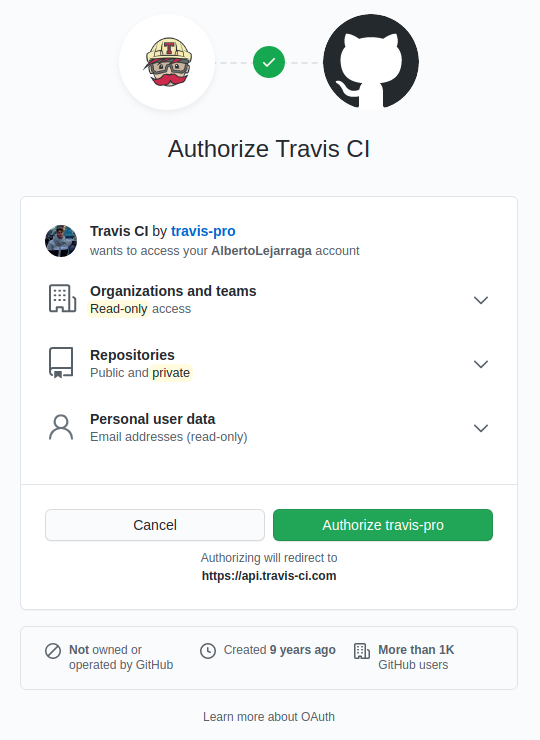 T
Authorize Travis CI
Travis CI by travis-pro
wants to access your AlbertoLejarraga account
Organizations and teams
Read-only access
Repositories
Public and private
Personal user data
Email addresses (read-only)
Cancel
Authorize travis-pro
Authorizing will redirect to
https://api.travis-ci.com
Not owned or
operated by GitHub
Created 9 years ago
More than 1K
GitHub users
Learn more about OAuth